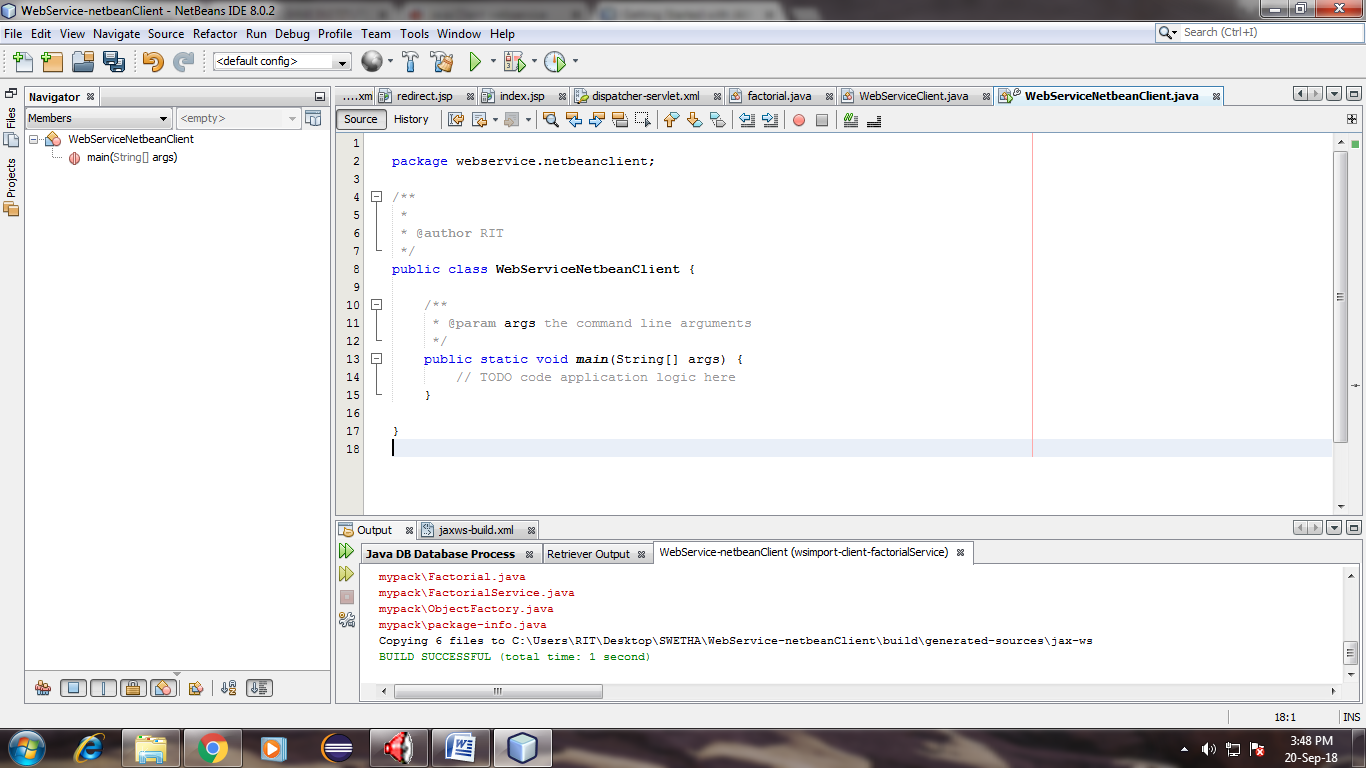 WebService-netbeanClient - NetBeans IDE 8.0.2
File Edit View Navigate Source Refactor Run Debug Profile Team Tools Window Help
Search (Ctrl+I)
<default config>
Files
Projects
Navigator
Members
<empty>
WebServiceNetbeanClient
main(String[] args)
....xm redirect.jsp index.jsp dispatcher-servlet.xml factorial.java WebServiceClient.java WebServiceNetbeanClient.java
Source History
1
2 package webservice.netbeanclient;
3
4 /**
5 *
6 * @author RIT
7 */
8 public class WebServiceNetbeanClient {
9
10 /**
11 * @param args the command line arguments
12 */
13 public static void main(String[] args) {
14 // TODO code application logic here
15 }
16
17 }
18
Output jaxws-build.xml
Java DB Database Process Retriever Output WebService-netbeanClient (wsimport-client-factorialService)
mypack\Factorial.java
mypack\FactorialService.java
mypack\ObjectFactory.java
mypack\package-info.java
Copying 6 files to C:\Users\RIT\Desktop\SWETHA\WebService-netbeanClient\build\generated-sources\jax-ws
BUILD SUCCESSFUL (total time: 1 second)
18:1 INS
3:48 PM
20-Sep-18